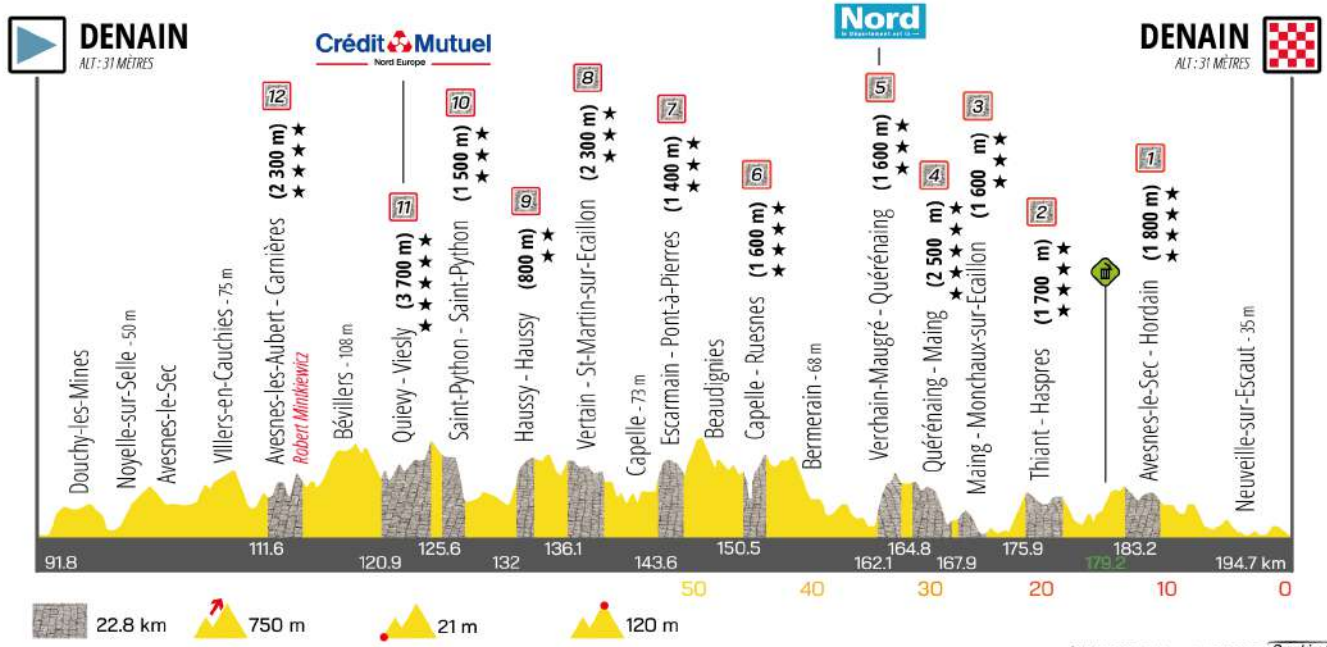 DENAIN
ALT : 31 MÈTRES
Crédit Mutuel
Nord Europe
Nord
le Département est là
DENAIN
ALT : 31 MÈTRES
Douchy-les-Mines
Noyelle-sur-Selle - 50 m
Avesnes-le-Sec
VIllers-en-Cauchies - 75 m
12
Avesnes-les-Aubert - Carnières (2 300 m) ★★★★
Robert Mintkiewicz
Bévillers - 108 m
11
Quievy - Viesly (3 700 m) ★★★★★
10
Saint-Python - Saint-Python (1 500 m) ★★★
9
Haussy - Haussy (800 m) ★★
8
Vertain - St-Martin-sur-Ecaillon (2 300 m) ★★★
Capelle - 73 m
7
Escarmain - Pont-à-Pierres (1 400 m) ★★★
Beaudignies
6
Capelle - Ruesnes (1 600 m) ★★★★
Bermerain - 68 m
5
Verchain-Maugré - Quérénaing (1 600 m) ★★★
4
Quérénaing - Maing (2 500 m) ★★★★★
3
Maing - Monchaux-sur-Ecaillon (1 600 m) ★★★
2
Thiant - Haspres (1 700 m) ★★★★
1
Avesnes-le-Sec - Hordain (1 800 m) ★★★★
Neuveille-sur-Escaut - 35 m
91.8
111.6
120.9
125.6
132
136.1
143.6
150.5
162.1
164.8
167.9
175.9
179.2
183.2
194.7 km
50 40 30 20 10 0
22.8 km
750 m
21 m
120 m